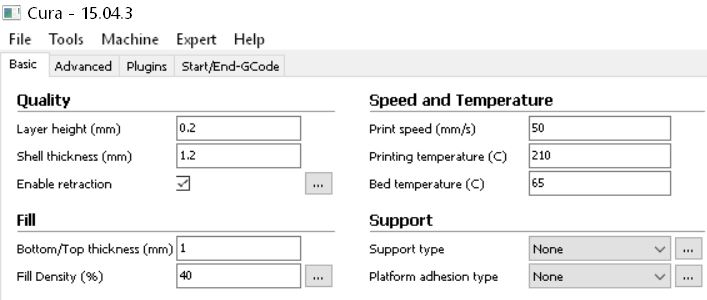 Cura - 15.04.3
File Tools Machine Expert Help
Basic Advanced Plugins Start/End-GCode
Quality
Layer height (mm) 0.2
Shell thickness (mm) 1.2
Enable retraction ...
Fill
Bottom/Top thickness (mm) 1
Fill Density (%) 40 ...
Speed and Temperature
Print speed (mm/s) 50
Printing temperature (C) 210
Bed temperature (C) 65
Support
Support type None ...
Platform adhesion type None ...